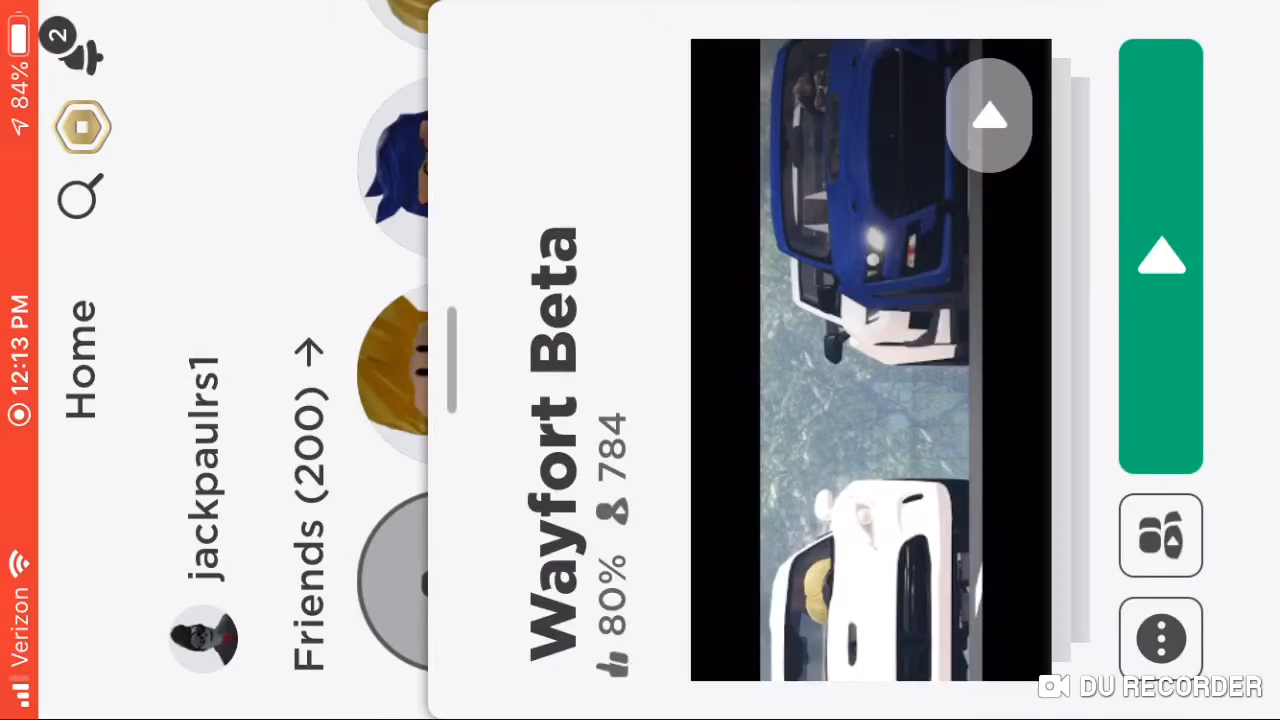 Verizon 12:13 PM 84%
Home 2
jackpaulrs1
Friends (200) →
Wayfort Beta
80% 784
DU RECORDER